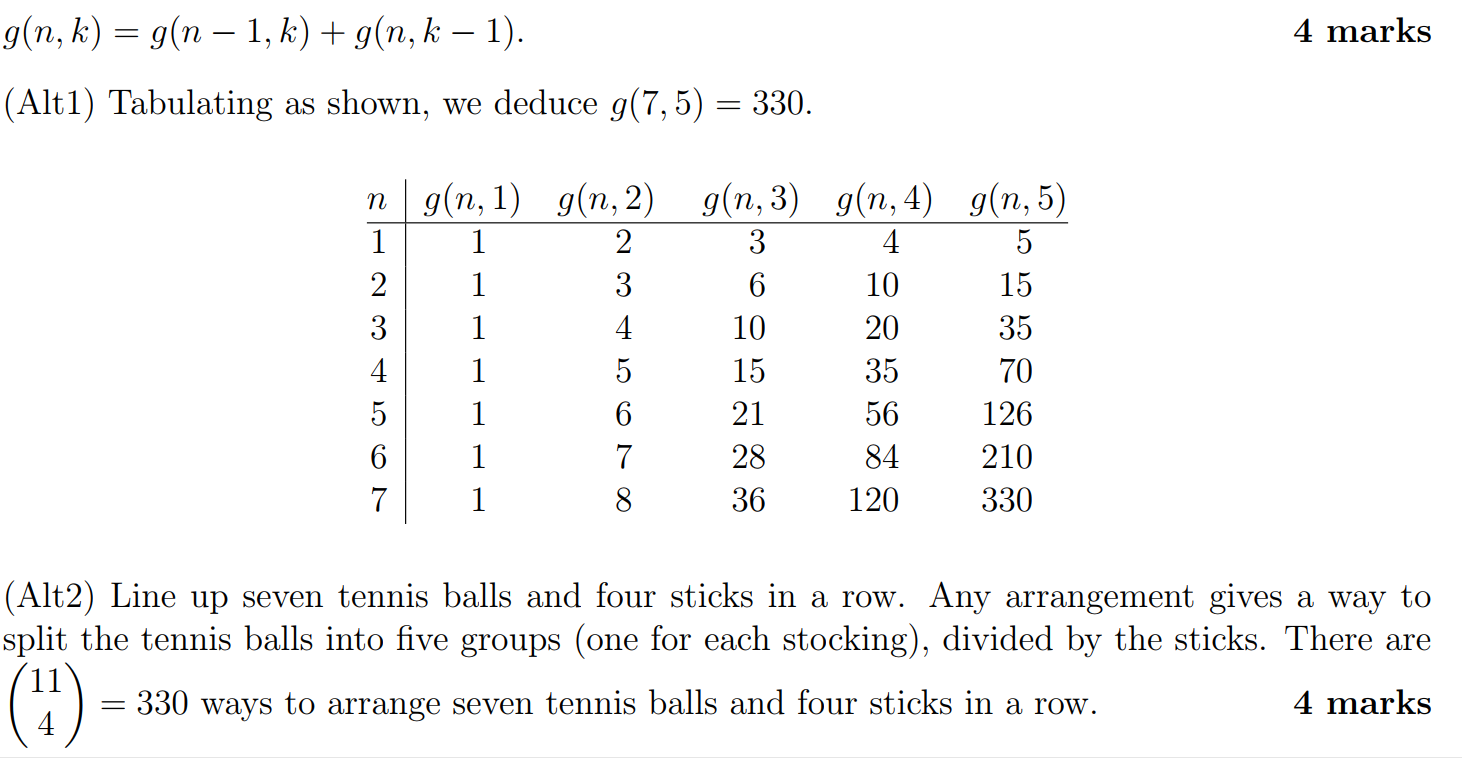 g(n, k) = g(n − 1, k) + g(n, k − 1). 4 marks
(Alt1) Tabulating as shown, we deduce g(7, 5) = 330.
n g(n, 1) g(n, 2) g(n, 3) g(n, 4) g(n, 5)
1 1 2 3 4 5
2 1 3 6 10 15
3 1 4 10 20 35
4 1 5 15 35 70
5 1 6 21 56 126
6 1 7 28 84 210
7 1 8 36 120 330
(Alt2) Line up seven tennis balls and four sticks in a row. Any arrangement gives a way to
split the tennis balls into five groups (one for each stocking), divided by the sticks. There are
(11 4) = 330 ways to arrange seven tennis balls and four sticks in a row. 4 marks